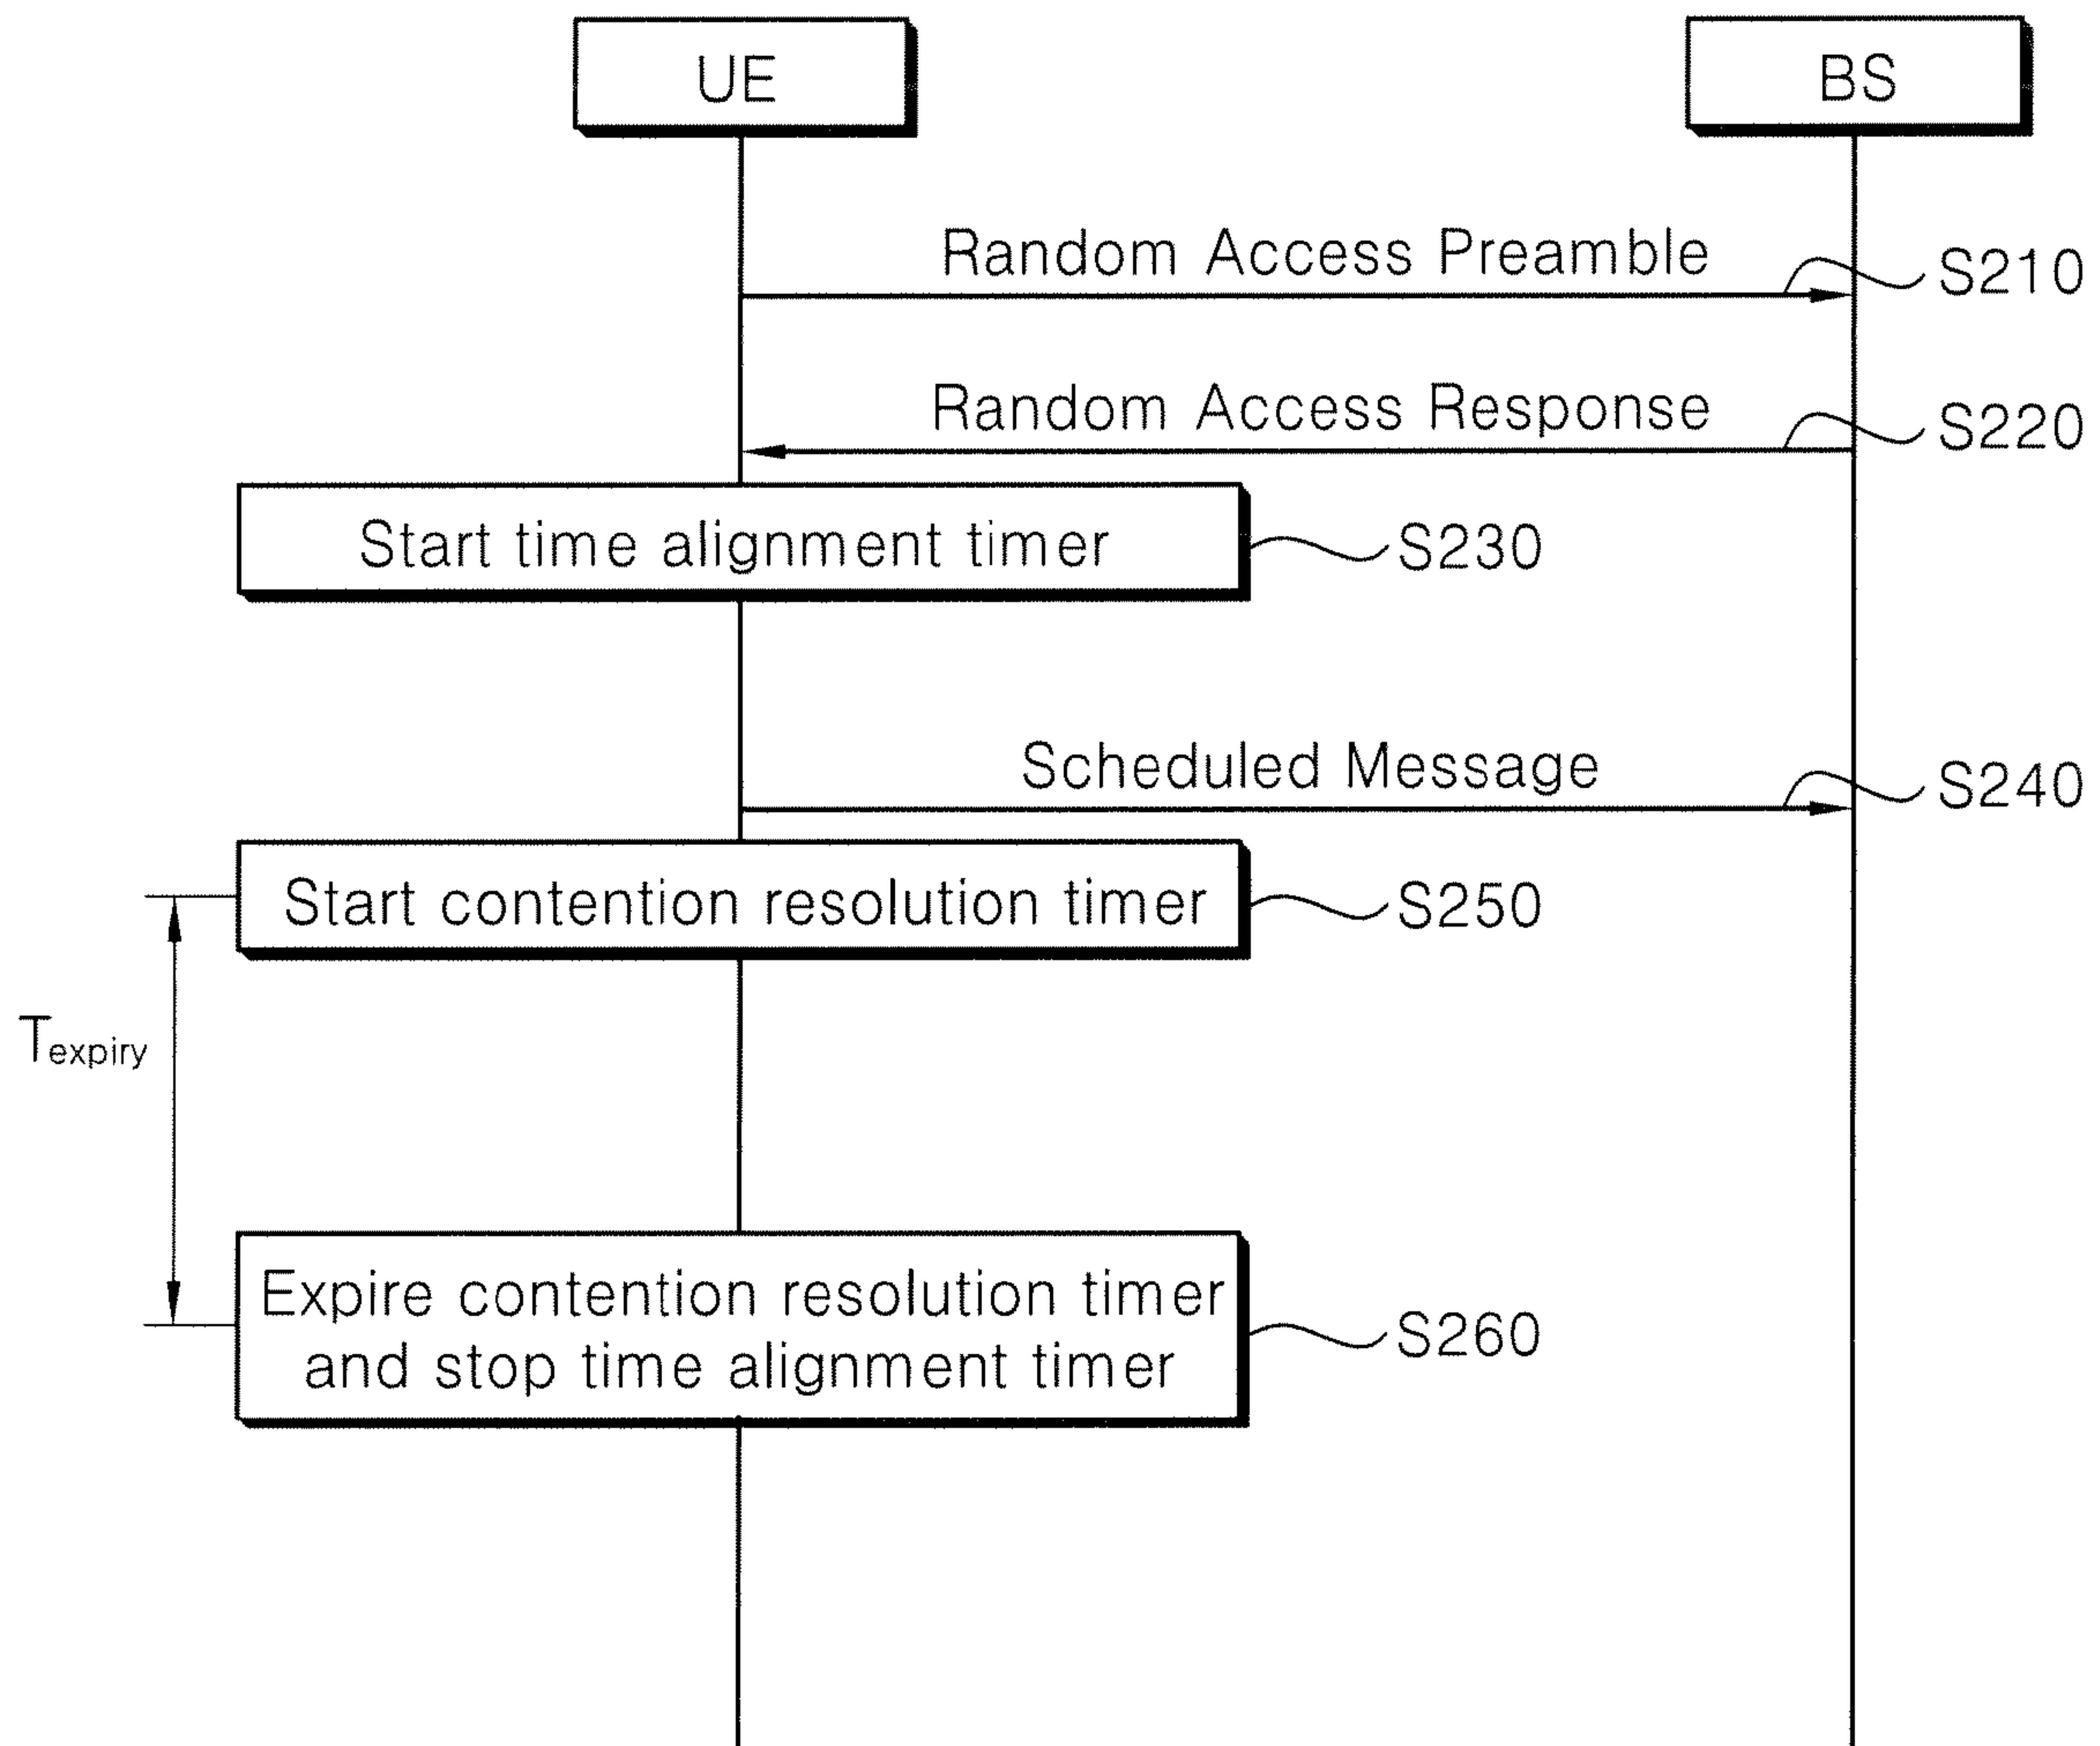 UE
BS
Random Access Preamble
S210
Random Access Response
S220
Start time alignment timer
S230
Scheduled Message
S240
Start contention resolution timer
S250
Texpiry
Expire contention resolution timer
and stop time alignment timer
S260